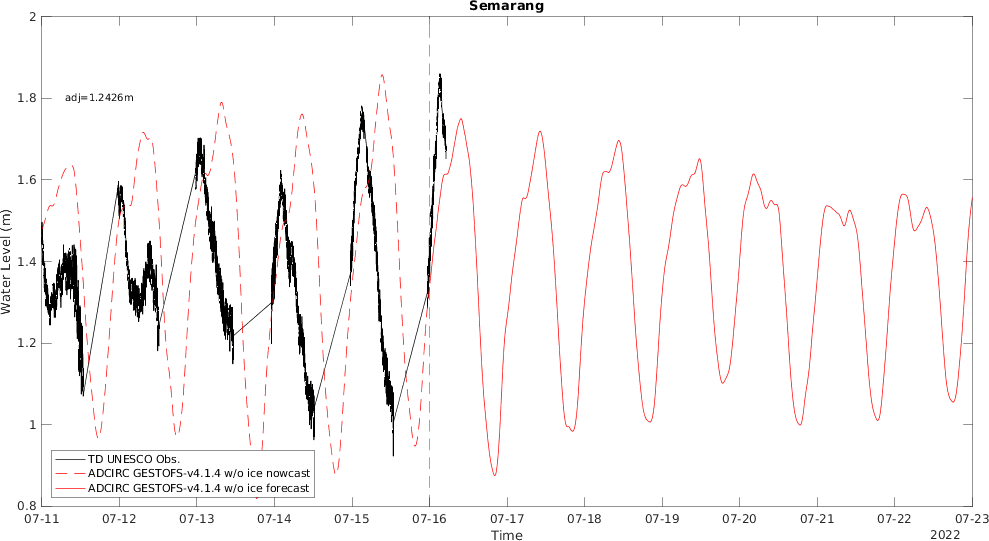 Semarang
2
1.8
1.6
1.4
1.2
1
0.8
Water Level (m)
adj=1.2426m
TD UNESCO Obs.
ADCIRC GESTOFS-v4.1.4 w/o ice nowcast
ADCIRC GESTOFS-v4.1.4 w/o ice forecast
07-11 07-12 07-13 07-14 07-15 07-16 07-17 07-18 07-19 07-20 07-21 07-22 07-23
Time
2022